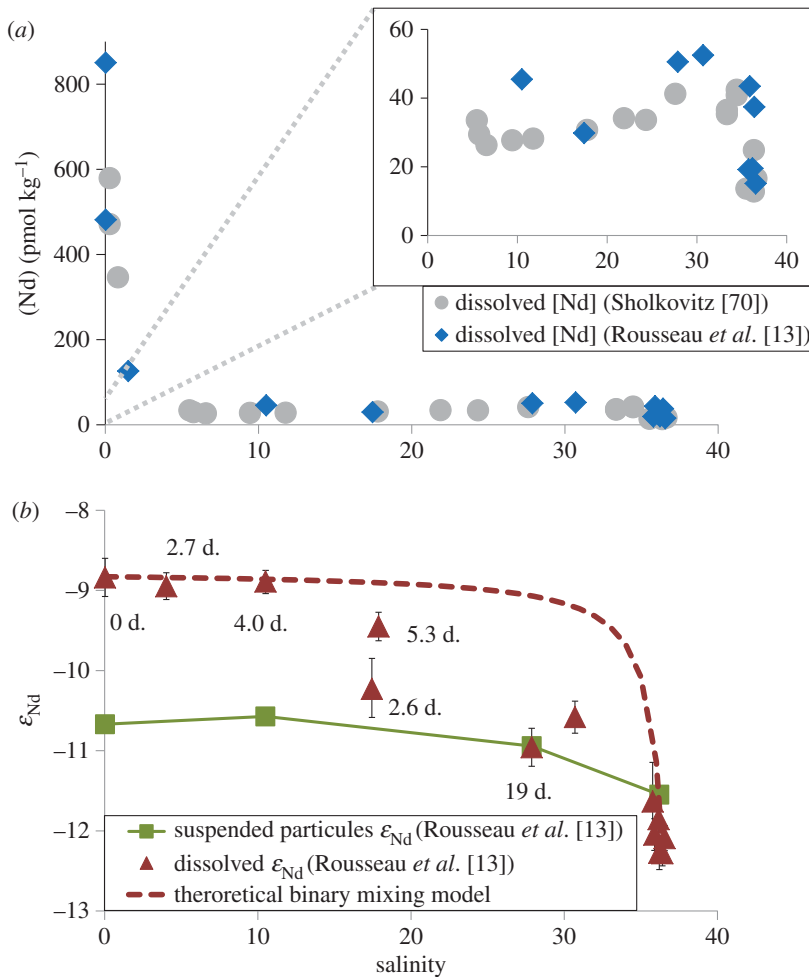 (a)
(Nd) (pmol kg⁻¹)
800
600
400
200
0
0 10 20 30 40
60
40
20
0
0 10 20 30 40
dissolved [Nd] (Sholkovitz [70])
dissolved [Nd] (Rousseau et al. [13])
(b)
εNd
–8
–9
–10
–11
–12
–13
2.7 d.
0 d.
4.0 d.
5.3 d.
2.6 d.
19 d.
suspended particules εNd (Rousseau et al. [13])
dissolved εNd (Rousseau et al. [13])
theroretical binary mixing model
0 10 20 30 40
salinity